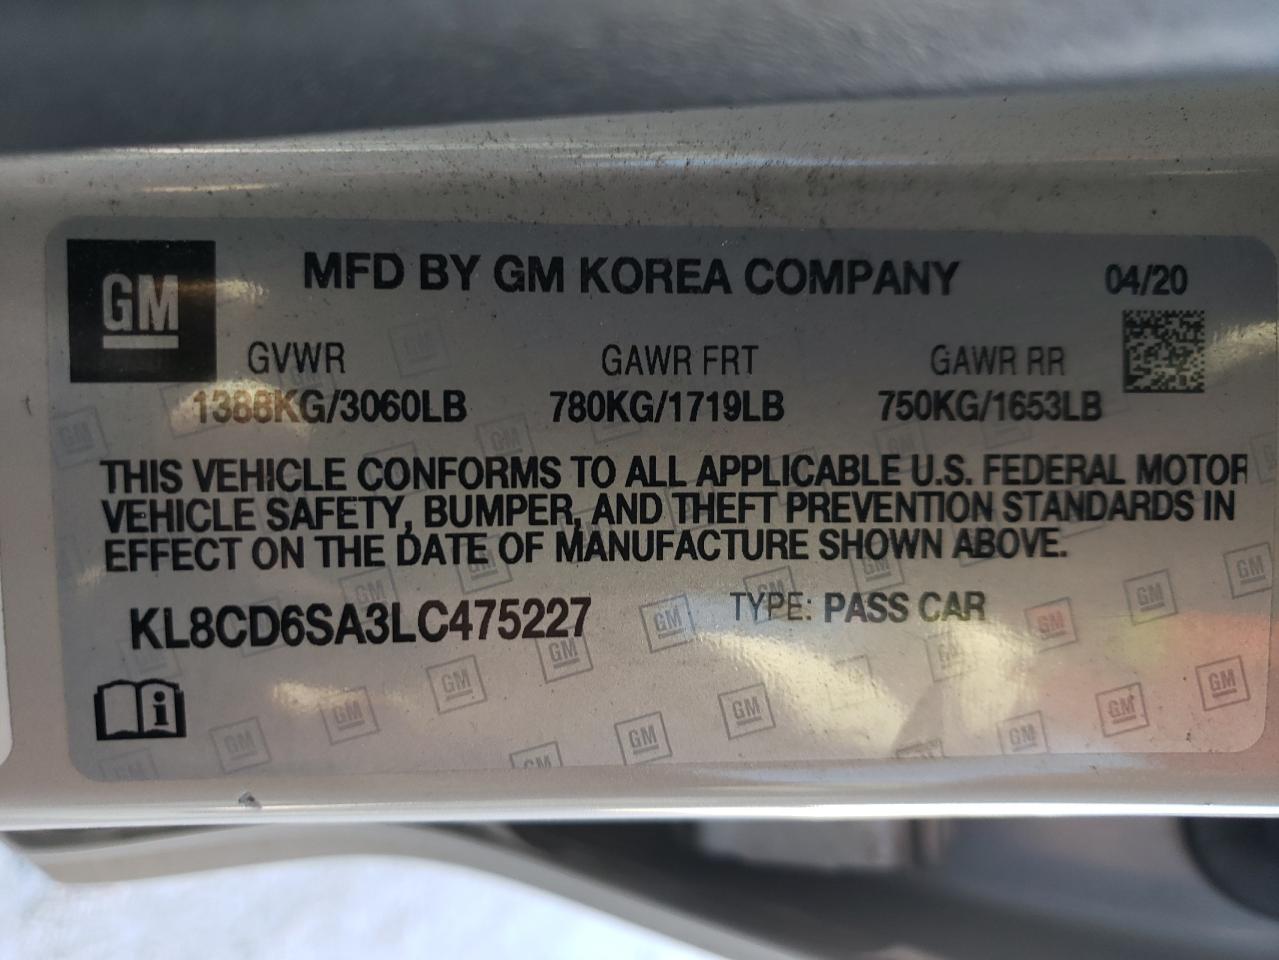 GM
MFD BY GM KOREA COMPANY 04/20
GVWR GAWR FRT GAWR RR
1388KG/3060LB 780KG/1719LB 750KG/1653LB
THIS VEHICLE CONFORMS TO ALL APPLICABLE U.S. FEDERAL MOTOR
VEHICLE SAFETY, BUMPER, AND THEFT PREVENTION STANDARDS IN
EFFECT ON THE DATE OF MANUFACTURE SHOWN ABOVE.
KL8CD6SA3LC475227 TYPE: PASS CAR